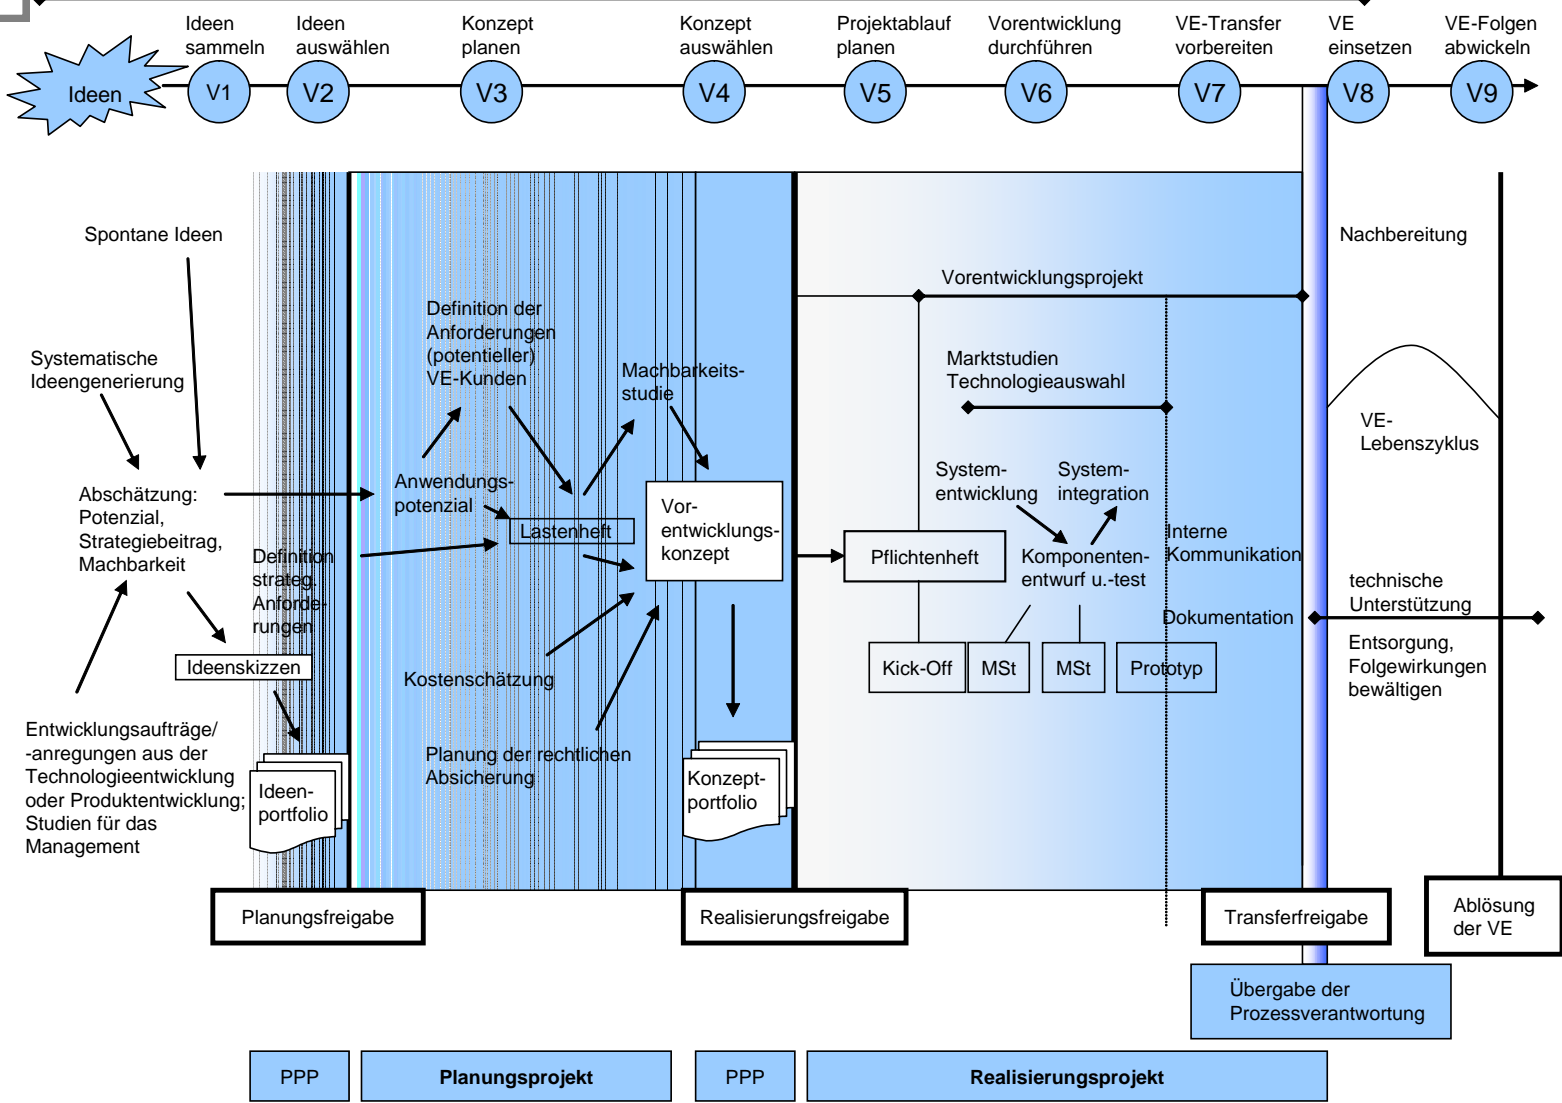 Ideen
sammeln
Ideen
auswählen
Konzept
planen
Konzept
auswählen
Projektablauf
planen
Vorentwicklung
durchführen
VE-Transfer
vorbereiten
VE
einsetzen
VE-Folgen
abwickeln
Ideen
V1
V2
V3
V4
V5
V6
V7
V8
V9
Spontane Ideen
Systematische
Ideengenerierung
Abschätzung:
Potenzial,
Strategiebeitrag,
Machbarkeit
Definition
strateg.
Anforde-
rungen
Ideenskizzen
Entwicklungsaufträge/
-anregungen aus der
Technologieentwicklung
oder Produktentwicklung;
Studien für das
Management
Ideen-
portfolio
Definition der
Anforderungen
(potentieller)
VE-Kunden
Machbarkeits-
studie
Anwendungs-
potenzial
Lastenheft
Vor-
entwicklungs-
konzept
Kostenschätzung
Planung der rechtlichen
Absicherung
Konzept-
portfolio
Vorentwicklungsprojekt
Marktstudien
Technologieauswahl
System-
entwicklung
System-
integration
Pflichtenheft
Komponenten-
entwurf u.-test
Interne
Kommunikation
Dokumentation
Kick-Off
MSt
MSt
Prototyp
Nachbereitung
VE-
Lebenszyklus
technische
Unterstützung
Entsorgung,
Folgewirkungen
bewältigen
Planungsfreigabe
Realisierungsfreigabe
Transferfreigabe
Ablösung
der VE
Übergabe der
Prozessverantwortung
PPP
Planungsprojekt
PPP
Realisierungsprojekt